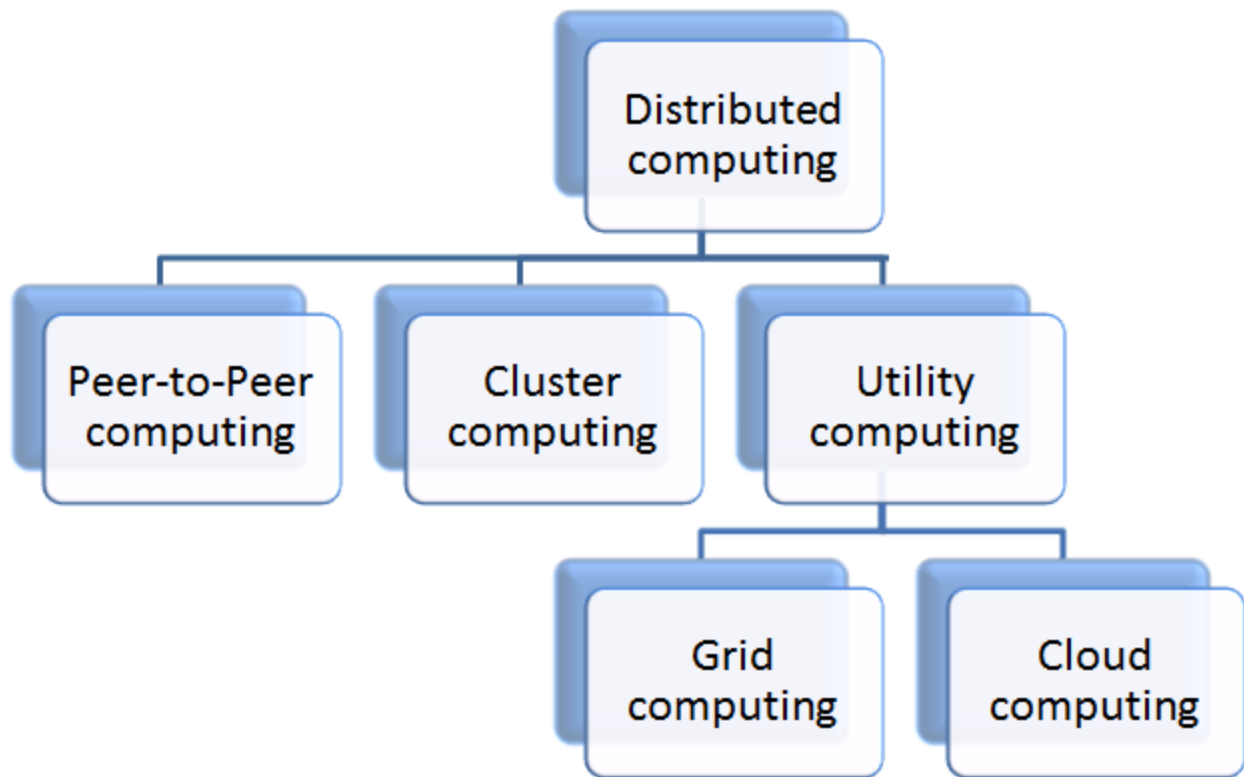 Distributed
computing
Peer-to-Peer
computing
Cluster
computing
Utility
computing
Grid
computing
Cloud
computing